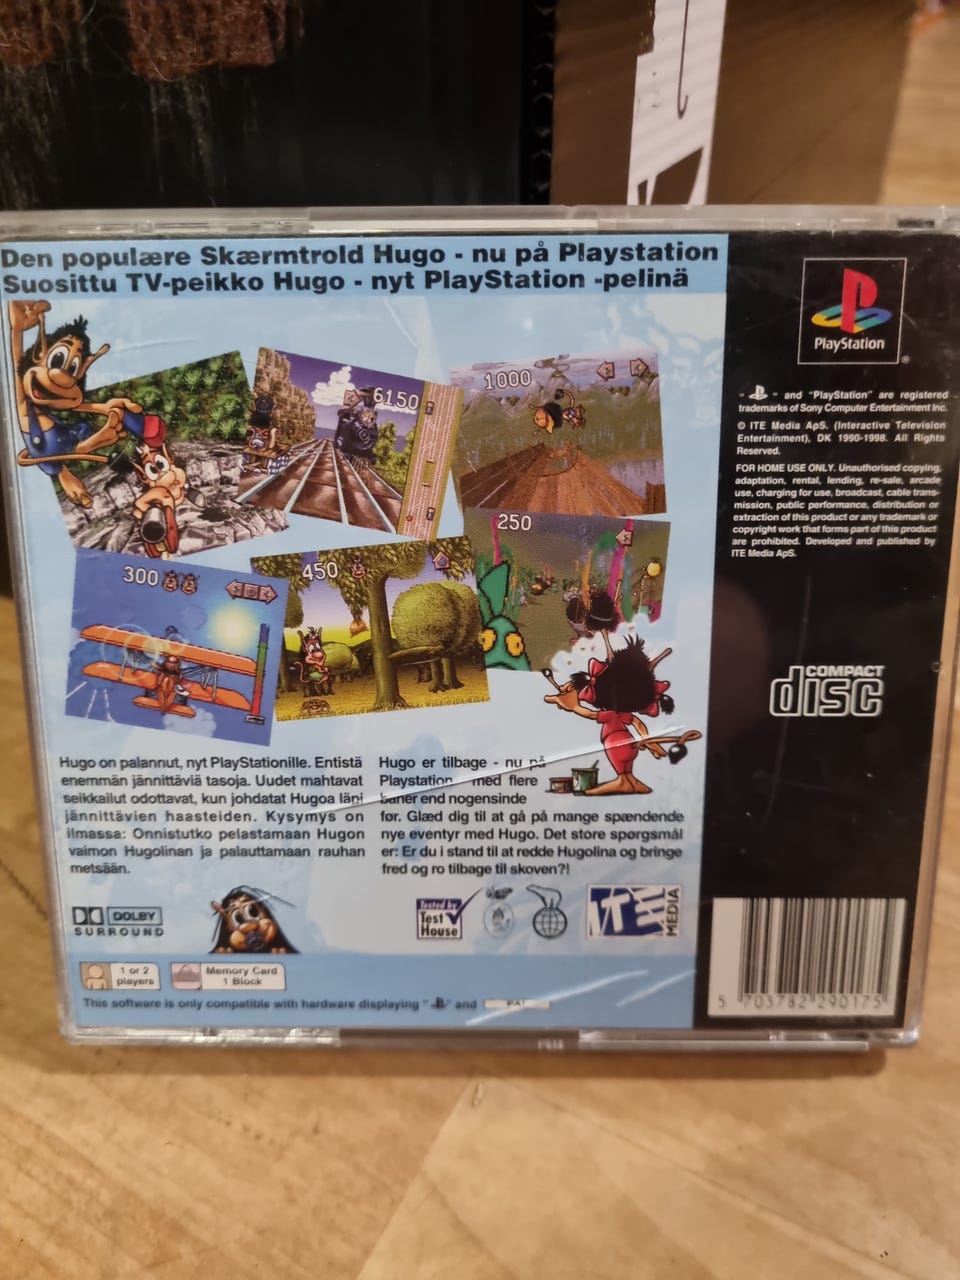 Den populære Skærmtrold Hugo - nu på Playstation
Suosittu TV-peikko Hugo - nyt PlayStation -pelinä
6150
1000
300
450
250
Hugo on palannut, nyt PlayStationille. Entistä
enemmän jännittäviä tasoja. Uudet mahtavat
seikkailut odottavat, kun johdatat Hugoa läpi
jännittävien haasteiden. Kysymys on
ilmassa: Onnistutko pelastamaan Hugon
vaimon Hugolinan ja palauttamaan rauhan
metsään.
Hugo er tilbage - nu på
Playstation med flere
baner end nogensinde
før. Glæd dig til at gå på mange spændende
nye eventyr med Hugo. Det store spørgsmål
er: Er du i stand til at redde Hugolina og bringe
fred og ro tilbage til skoven?!
DOLBY
SURROUND
Tested by
Test
House
ITE
MEDIA
1 or 2
players
Memory Card
1 Block
This software is only compatible with hardware displaying " " and PAL
PlayStation
®
" " and "PlayStation" are registered
trademarks of Sony Computer Entertainment Inc.
© ITE Media ApS. (Interactive Television
Entertainment), DK 1990-1998. All Rights
Reserved.
FOR HOME USE ONLY. Unauthorised copying,
adaptation, rental, lending, re-sale, arcade
use, charging for use, broadcast, cable trans-
mission, public performance, distribution or
extraction of this product or any trademark or
copyright work that forms part of this product
are prohibited. Developed and published by
ITE Media ApS.
COMPACT
disc
5 703782 290175